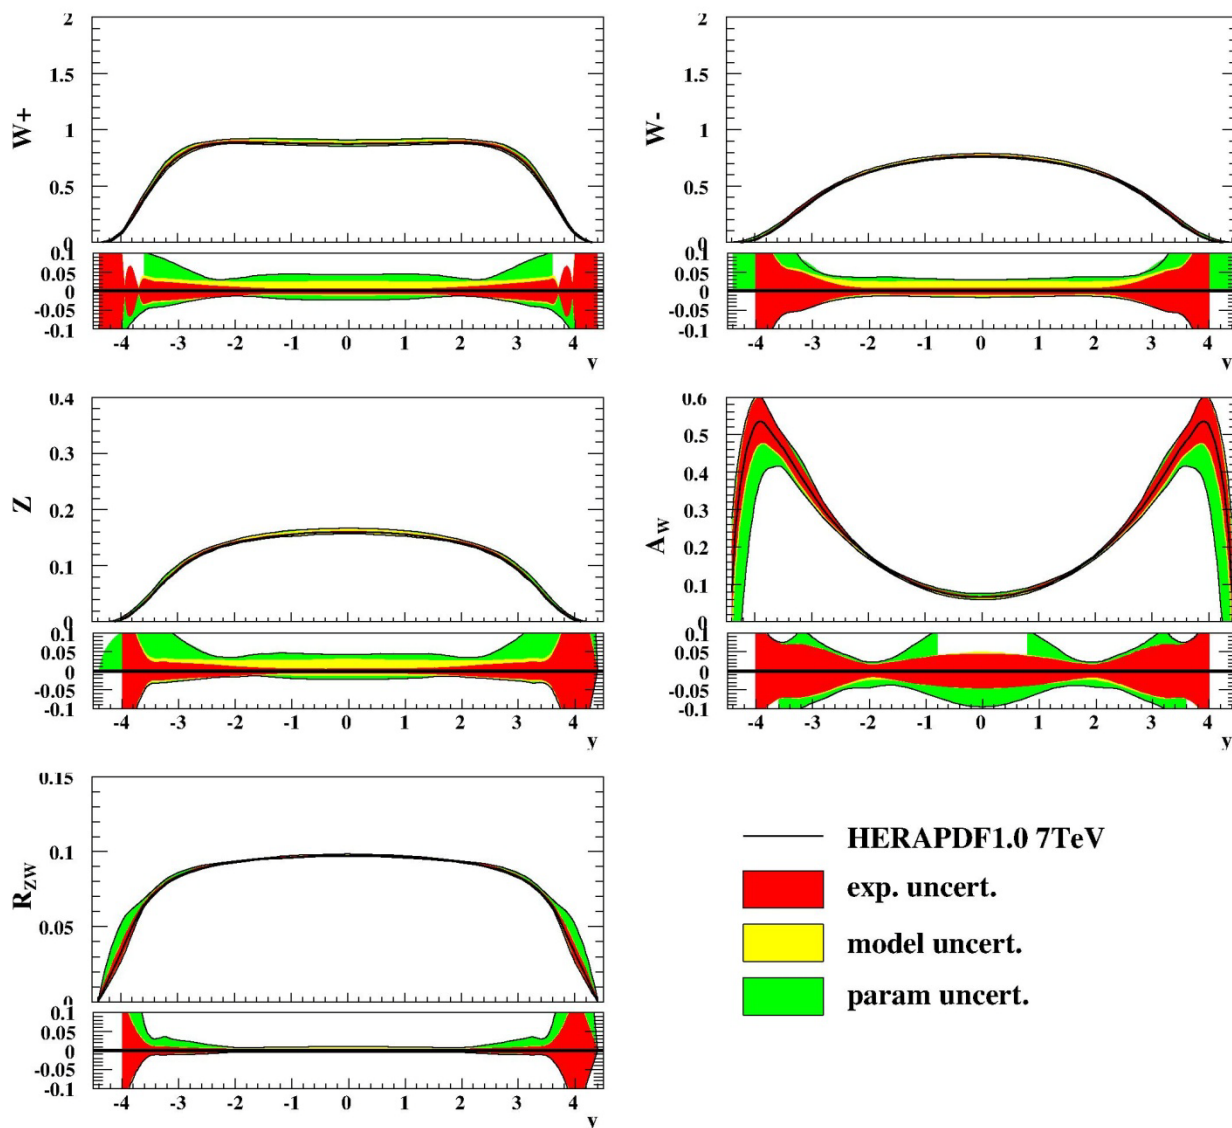 2
1.5
1
0.5
0
W+
0.1
0.05
0
-0.05
-0.1
-4 -3 -2 -1 0 1 2 3 4
y
2
1.5
1
0.5
0
W-
0.1
0.05
0
-0.05
-0.1
-4 -3 -2 -1 0 1 2 3 4
y
0.4
0.3
0.2
0.1
0
Z
0.1
0.05
0
-0.05
-0.1
-4 -3 -2 -1 0 1 2 3 4
y
0.6
0.5
0.4
0.3
0.2
0.1
0
A_W
0.1
0.05
0
-0.05
-0.1
-4 -3 -2 -1 0 1 2 3 4
y
0.15
0.1
0.05
0
R_ZW
0.1
0.05
0
-0.05
-0.1
-4 -3 -2 -1 0 1 2 3 4
y
HERAPDF1.0 7TeV
exp. uncert.
model uncert.
param uncert.